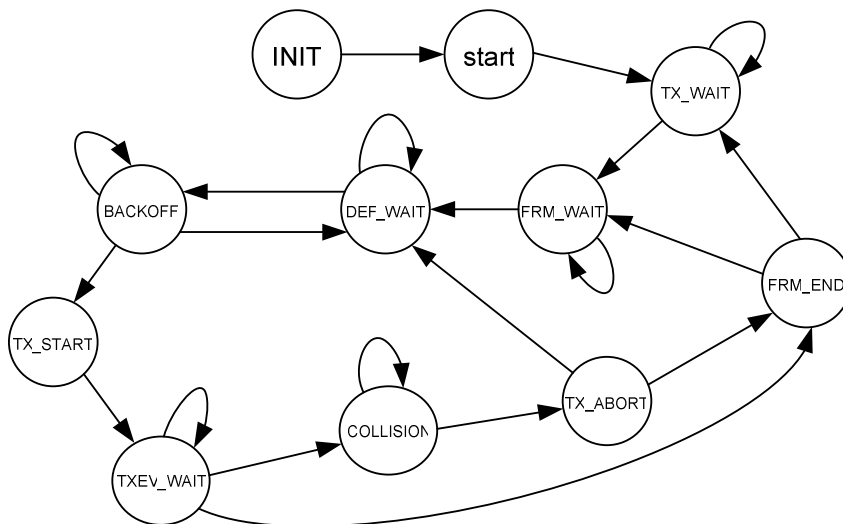 INIT
start
TX_WAIT
BACKOFF
DEF_WAIT
FRM_WAIT
FRM_END
TX_START
TX_ABORT
COLLISION
TXEV_WAIT